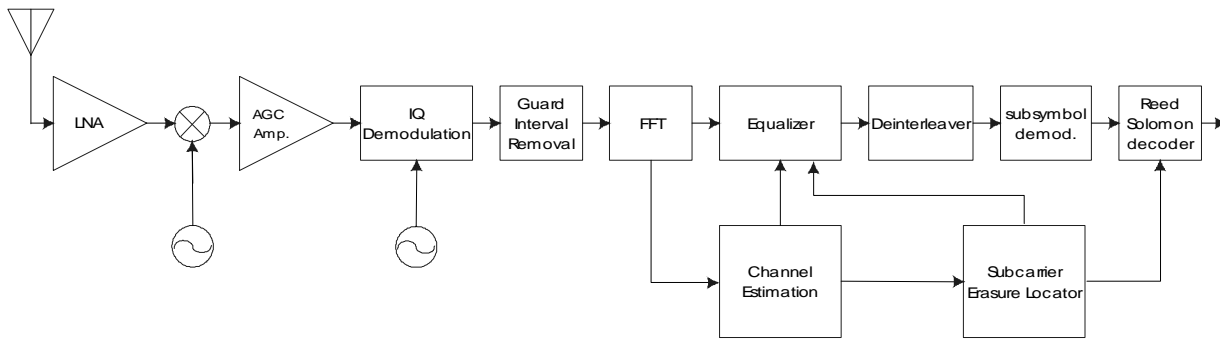 LNA
AGC
Amp.
IQ
Demodulation
Guard
Interval
Removal
FFT
Equalizer
Deinterleaver
subsymbol
demod.
Reed
Solomon
decoder
Channel
Estimation
Subcarrier
Erasure Locator